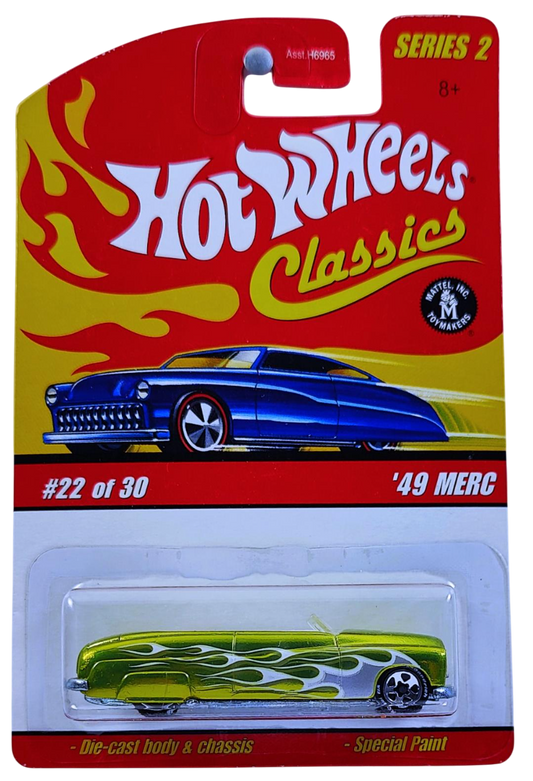 Asst.H6965
SERIES 2
8+
Hot Wheels
Classics
MATTEL, INC.
M
TOYMAKERS
#22 of 30
'49 MERC
- Die-cast body & chassis
- Special Paint